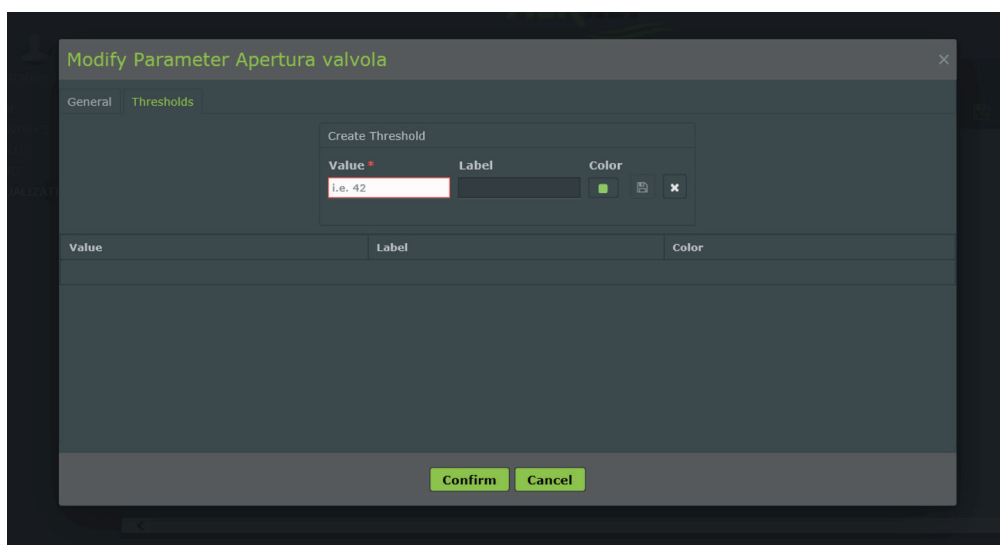 Modify Parameter Apertura valvola
General Thresholds
Create Threshold
Value * Label Color
i.e. 42
Value Label Color
Confirm Cancel